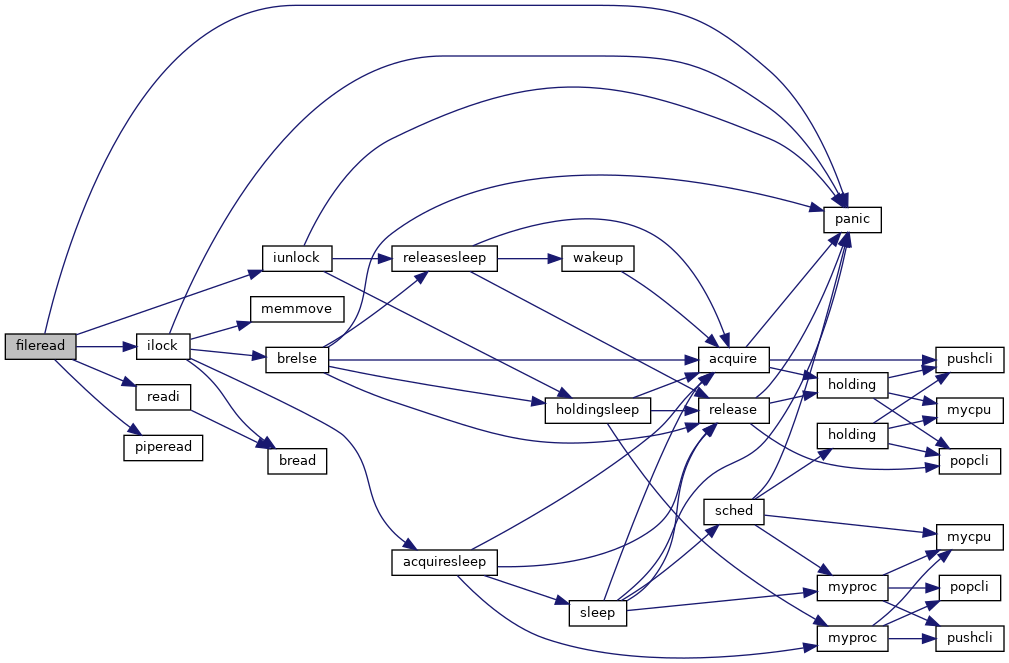 fileread
iunlock
ilock
readi
piperead
memmove
brelse
bread
releasesleep
acquiresleep
wakeup
holdingsleep
sleep
acquire
release
sched
panic
holding
holding
myproc
myproc
pushcli
mycpu
popcli
mycpu
popcli
pushcli